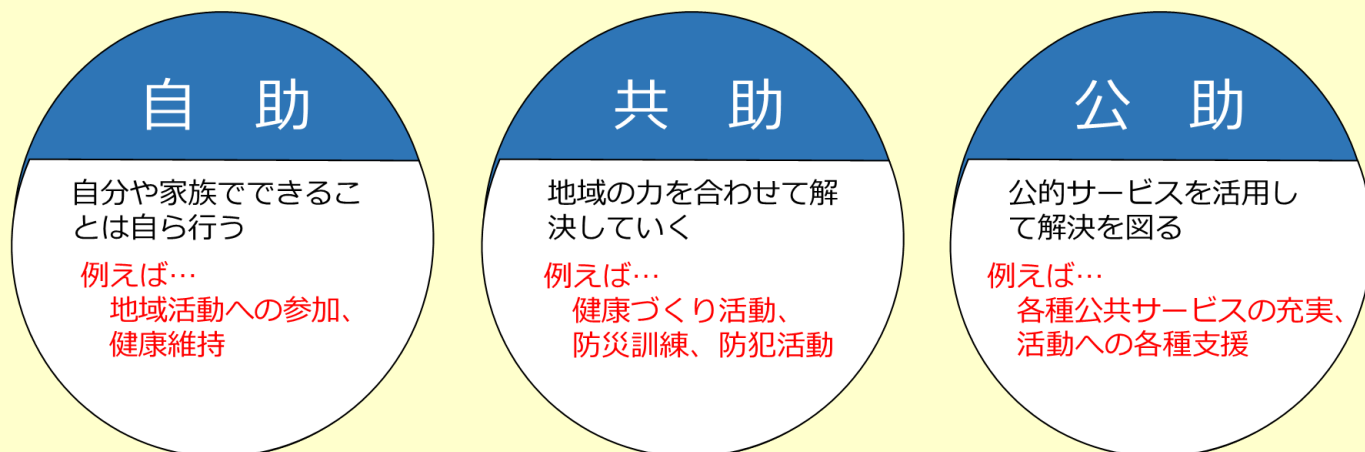 自　助
自分や家族でできるこ
とは自ら行う
例えば…
地域活動への参加、
健康維持
共　助
地域の力を合わせて解
決していく
例えば…
健康づくり活動、
防災訓練、防犯活動
公　助
公的サービスを活用し
て解決を図る
例えば…
各種公共サービスの充実、
活動への各種支援